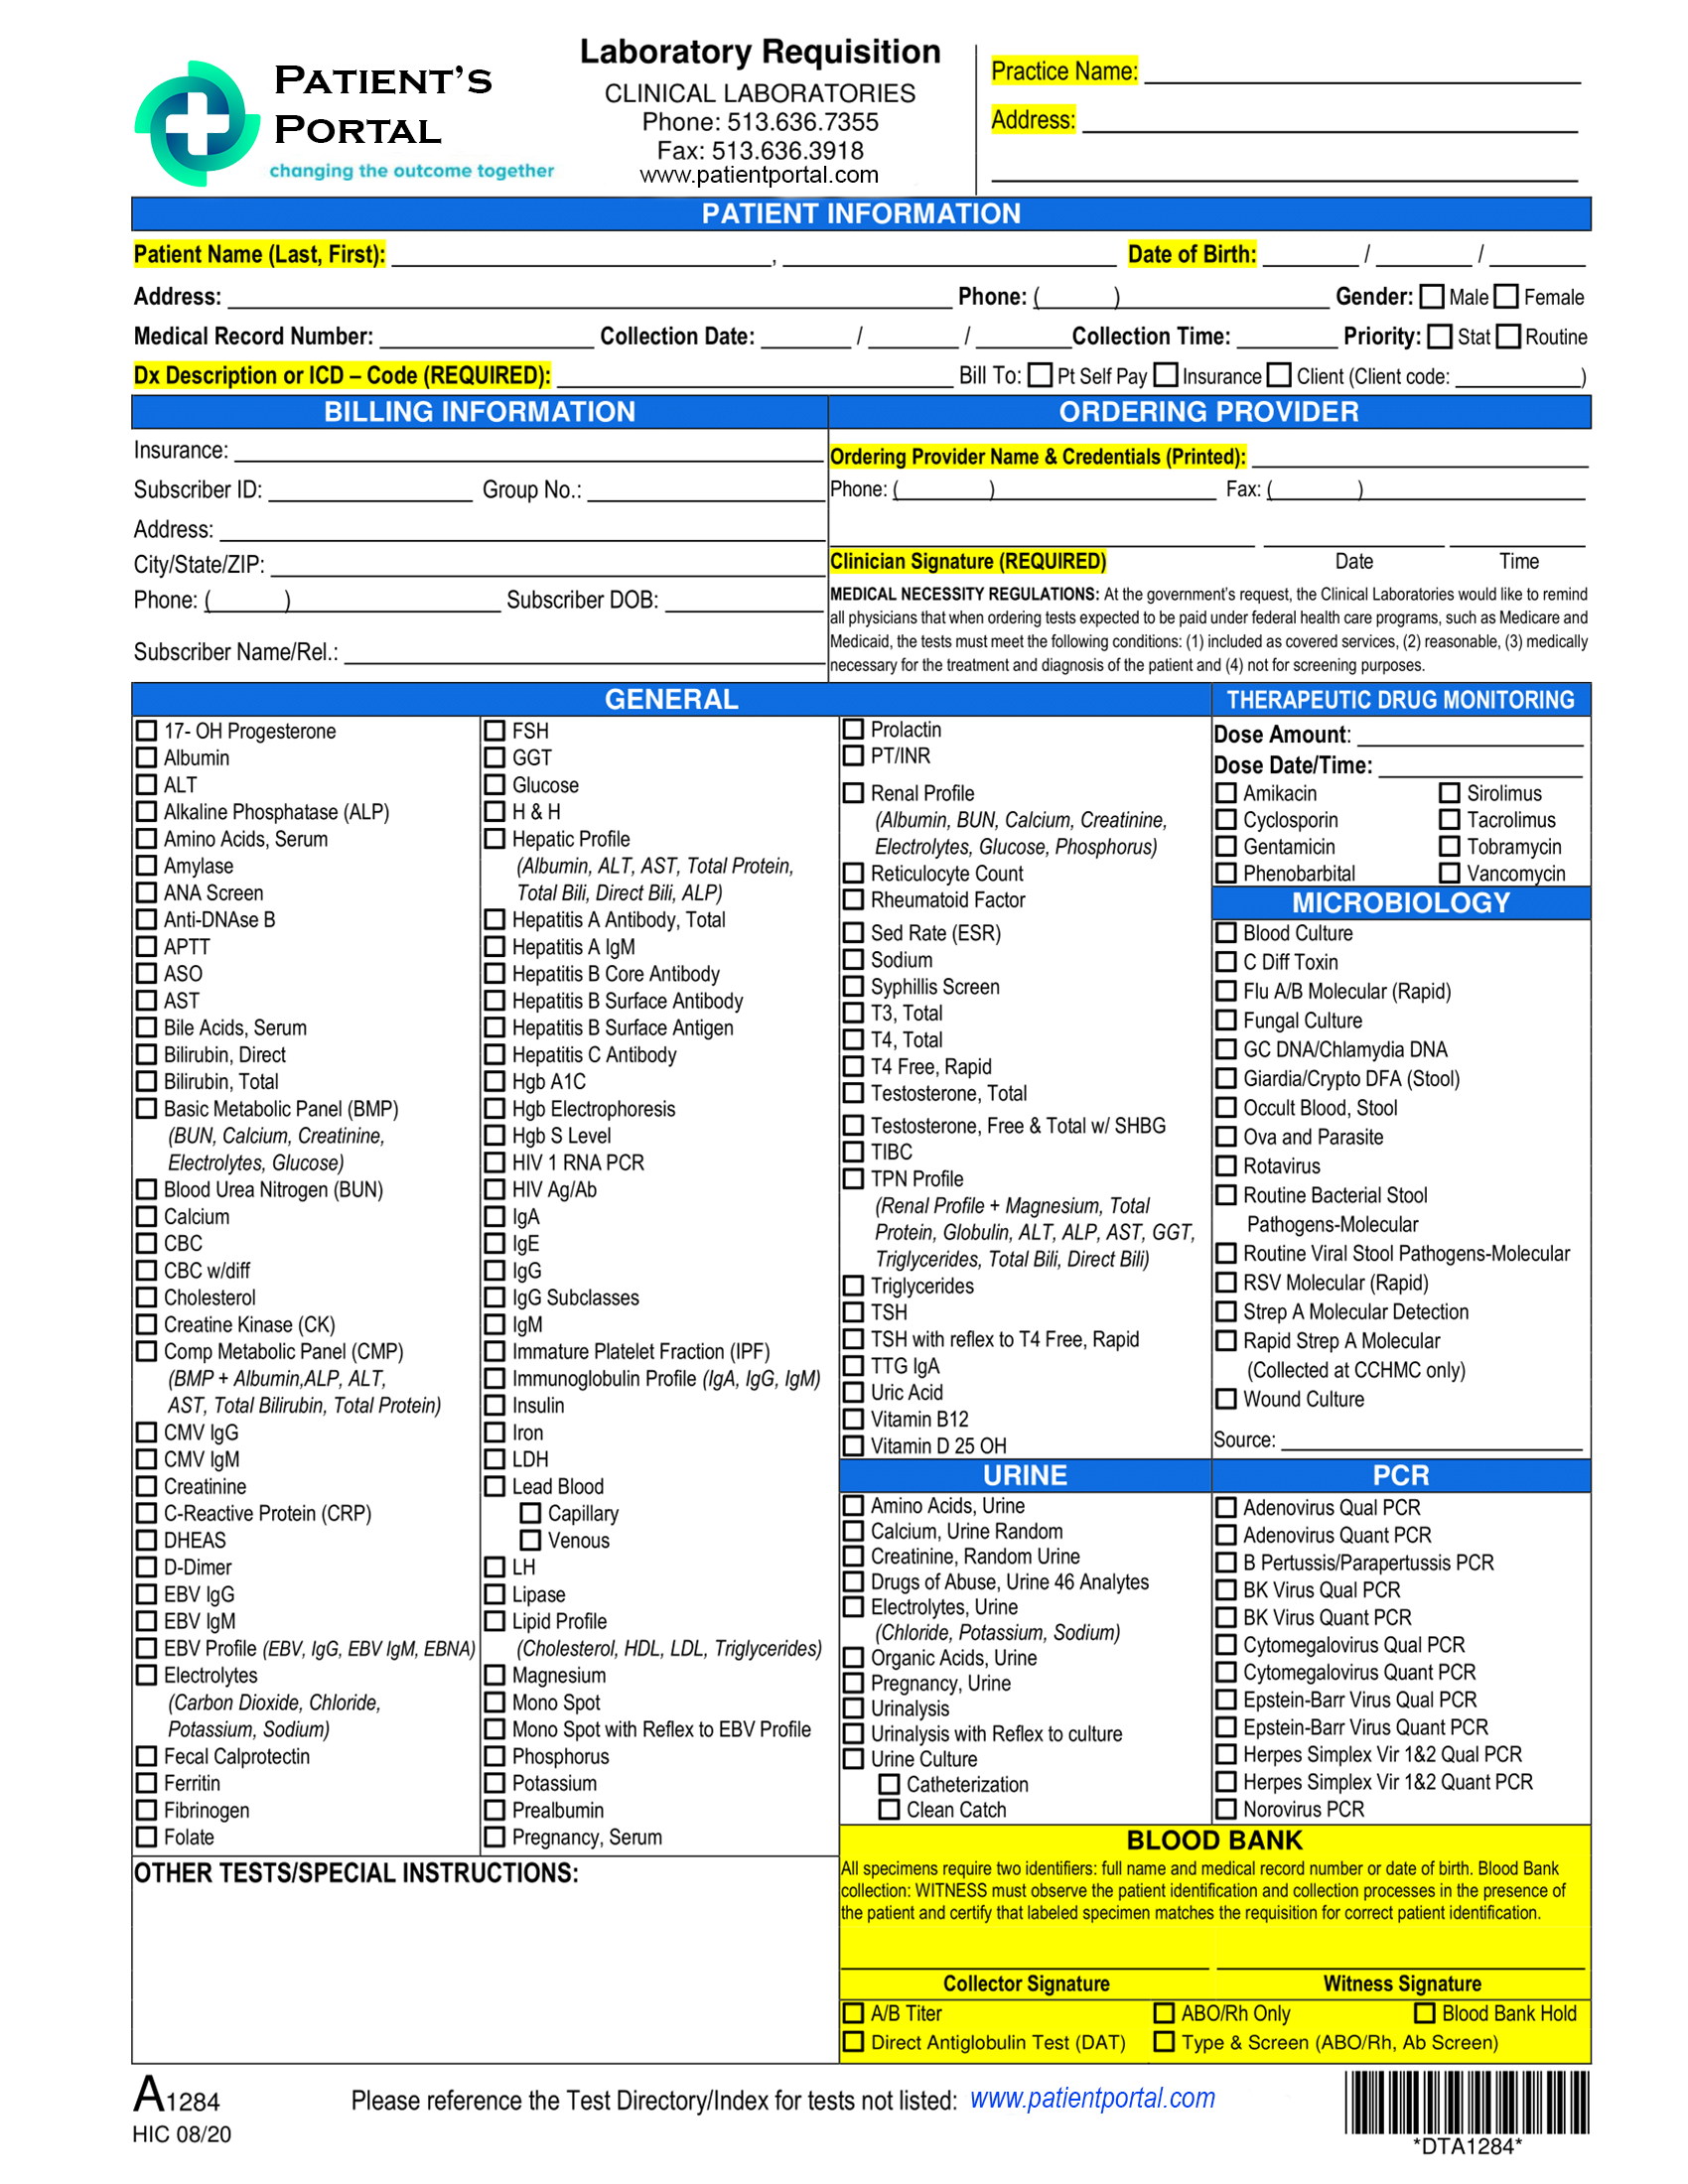 PATIENT'S
PORTAL
changing the outcome together
Laboratory Requisition
CLINICAL LABORATORIES
Phone: 513.636.7355
Fax: 513.636.3918
www.patientportal.com
Practice Name:
Address:
PATIENT INFORMATION
Patient Name (Last, First): , Date of Birth: / /
Address: Phone: ( ) Gender: Male Female
Medical Record Number: Collection Date: / / Collection Time: Priority: Stat Routine
Dx Description or ICD – Code (REQUIRED): Bill To: Pt Self Pay Insurance Client (Client code: )
BILLING INFORMATION
Insurance:
Subscriber ID: Group No.:
Address:
City/State/ZIP:
Phone: ( ) Subscriber DOB:
Subscriber Name/Rel.:
ORDERING PROVIDER
Ordering Provider Name & Credentials (Printed):
Phone: ( ) Fax: ( )
Clinician Signature (REQUIRED) Date Time
MEDICAL NECESSITY REGULATIONS: At the government's request, the Clinical Laboratories would like to remind
all physicians that when ordering tests expected to be paid under federal health care programs, such as Medicare and
Medicaid, the tests must meet the following conditions: (1) included as covered services, (2) reasonable, (3) medically
necessary for the treatment and diagnosis of the patient and (4) not for screening purposes.
GENERAL
17- OH Progesterone
Albumin
ALT
Alkaline Phosphatase (ALP)
Amino Acids, Serum
Amylase
ANA Screen
Anti-DNAse B
APTT
ASO
AST
Bile Acids, Serum
Bilirubin, Direct
Bilirubin, Total
Basic Metabolic Panel (BMP)
(BUN, Calcium, Creatinine,
Electrolytes, Glucose)
Blood Urea Nitrogen (BUN)
Calcium
CBC
CBC w/diff
Cholesterol
Creatine Kinase (CK)
Comp Metabolic Panel (CMP)
(BMP + Albumin,ALP, ALT,
AST, Total Bilirubin, Total Protein)
CMV IgG
CMV IgM
Creatinine
C-Reactive Protein (CRP)
DHEAS
D-Dimer
EBV IgG
EBV IgM
EBV Profile (EBV, IgG, EBV IgM, EBNA)
Electrolytes
(Carbon Dioxide, Chloride,
Potassium, Sodium)
Fecal Calprotectin
Ferritin
Fibrinogen
Folate
FSH
GGT
Glucose
H & H
Hepatic Profile
(Albumin, ALT, AST, Total Protein,
Total Bili, Direct Bili, ALP)
Hepatitis A Antibody, Total
Hepatitis A IgM
Hepatitis B Core Antibody
Hepatitis B Surface Antibody
Hepatitis B Surface Antigen
Hepatitis C Antibody
Hgb A1C
Hgb Electrophoresis
Hgb S Level
HIV 1 RNA PCR
HIV Ag/Ab
IgA
IgE
IgG
IgG Subclasses
IgM
Immature Platelet Fraction (IPF)
Immunoglobulin Profile (IgA, IgG, IgM)
Insulin
Iron
LDH
Lead Blood
Capillary
Venous
LH
Lipase
Lipid Profile
(Cholesterol, HDL, LDL, Triglycerides)
Magnesium
Mono Spot
Mono Spot with Reflex to EBV Profile
Phosphorus
Potassium
Prealbumin
Pregnancy, Serum
Prolactin
PT/INR
Renal Profile
(Albumin, BUN, Calcium, Creatinine,
Electrolytes, Glucose, Phosphorus)
Reticulocyte Count
Rheumatoid Factor
Sed Rate (ESR)
Sodium
Syphillis Screen
T3, Total
T4, Total
T4 Free, Rapid
Testosterone, Total
Testosterone, Free & Total w/ SHBG
TIBC
TPN Profile
(Renal Profile + Magnesium, Total
Protein, Globulin, ALT, ALP, AST, GGT,
Triglycerides, Total Bili, Direct Bili)
Triglycerides
TSH
TSH with reflex to T4 Free, Rapid
TTG IgA
Uric Acid
Vitamin B12
Vitamin D 25 OH
THERAPEUTIC DRUG MONITORING
Dose Amount:
Dose Date/Time:
Amikacin Sirolimus
Cyclosporin Tacrolimus
Gentamicin Tobramycin
Phenobarbital Vancomycin
MICROBIOLOGY
Blood Culture
C Diff Toxin
Flu A/B Molecular (Rapid)
Fungal Culture
GC DNA/Chlamydia DNA
Giardia/Crypto DFA (Stool)
Occult Blood, Stool
Ova and Parasite
Rotavirus
Routine Bacterial Stool
Pathogens-Molecular
Routine Viral Stool Pathogens-Molecular
RSV Molecular (Rapid)
Strep A Molecular Detection
Rapid Strep A Molecular
(Collected at CCHMC only)
Wound Culture
Source:
URINE
Amino Acids, Urine
Calcium, Urine Random
Creatinine, Random Urine
Drugs of Abuse, Urine 46 Analytes
Electrolytes, Urine
(Chloride, Potassium, Sodium)
Organic Acids, Urine
Pregnancy, Urine
Urinalysis
Urinalysis with Reflex to culture
Urine Culture
Catheterization
Clean Catch
PCR
Adenovirus Qual PCR
Adenovirus Quant PCR
B Pertussis/Parapertussis PCR
BK Virus Qual PCR
BK Virus Quant PCR
Cytomegalovirus Qual PCR
Cytomegalovirus Quant PCR
Epstein-Barr Virus Qual PCR
Epstein-Barr Virus Quant PCR
Herpes Simplex Vir 1&2 Qual PCR
Herpes Simplex Vir 1&2 Quant PCR
Norovirus PCR
OTHER TESTS/SPECIAL INSTRUCTIONS:
BLOOD BANK
All specimens require two identifiers: full name and medical record number or date of birth. Blood Bank
collection: WITNESS must observe the patient identification and collection processes in the presence of
the patient and certify that labeled specimen matches the requisition for correct patient identification.
Collector Signature Witness Signature
A/B Titer ABO/Rh Only Blood Bank Hold
Direct Antiglobulin Test (DAT) Type & Screen (ABO/Rh, Ab Screen)
A1284
HIC 08/20
Please reference the Test Directory/Index for tests not listed: www.patientportal.com
*DTA1284*